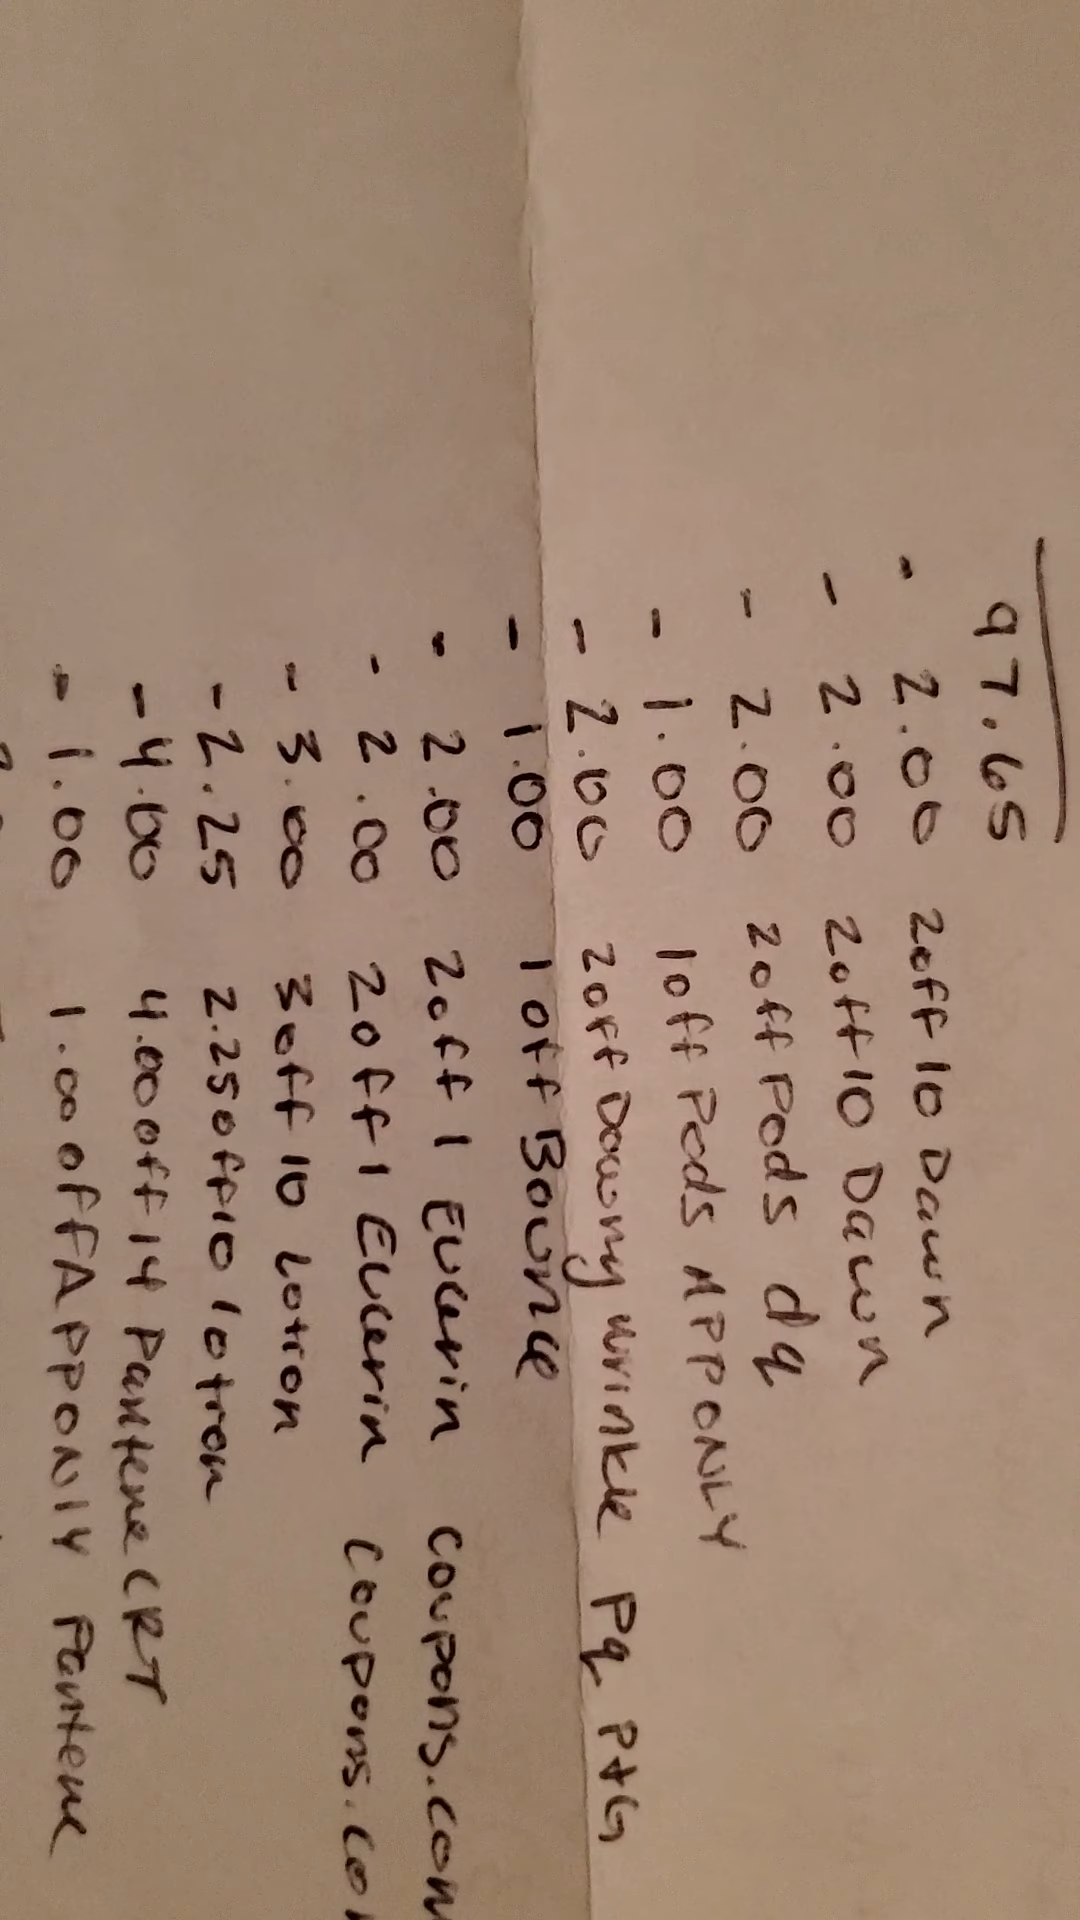 97.65
- 2.00 2off 10 Dawn
- 2.00 2off 10 Dawn
- 2.00 2off Pods dq
- 1.00 1off Pods APPONLY
- 2.00 2off Downy wrinkle Pq P+G
- 1.00 1off Bounce
- 2.00 2off 1 Eucerin coupons.com
- 2.00 2off 1 Eucerin coupons.co
- 3.00 3off 10 Lotion
- 2.25 2.25off10 lotion
- 4.00 4.00off 14 Pantene CRT
- 1.00 1.00 off APPONLY Pantene